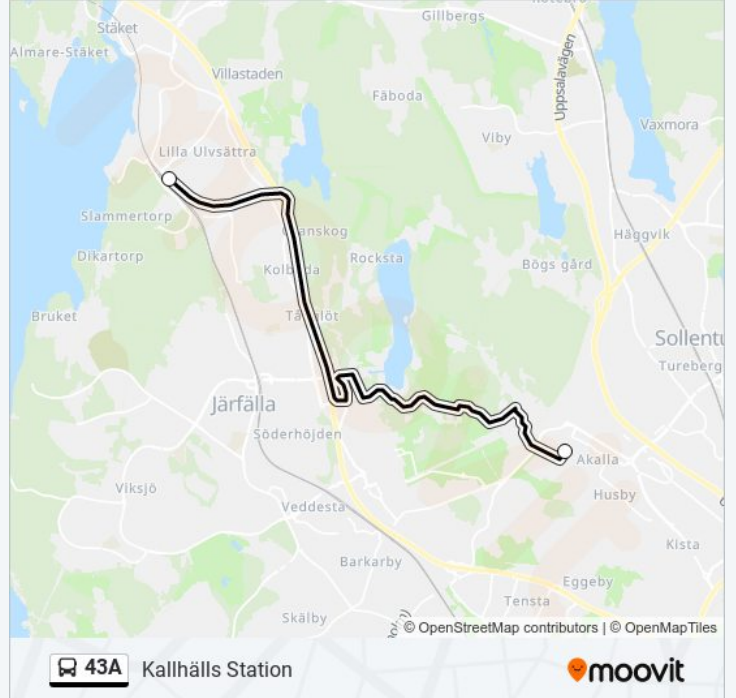 Stäket
Gillbergs
Almare-Stäket
Uppsalavägen
Villastaden
Fäboda
Vaxmora
Viby
Lilla Ulvsättra
Slammertorp
Häggvik
Dikartorp
Rocksta
Bögs gård
Bruket
Sollentu
Tureberg
Järfälla
Söderhöjden
Akalla
Viksjö
Husby
Veddesta
Kista
Barkarby
Eggeby
Tensta
Skälby
© OpenStreetMap contributors | © OpenMapTiles
43A Kallhälls Station
moovit